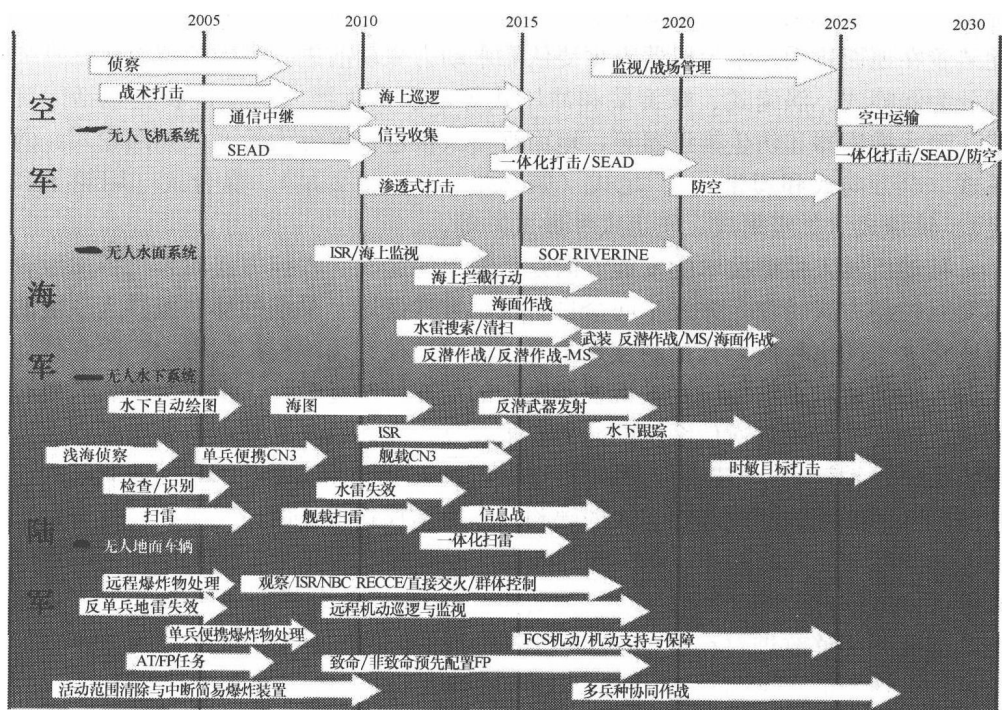 2005 2010 2015 2020 2025 2030
侦察 监视/战场管理
战术打击 海上巡逻
空
通信中继 空中运输
无人飞机系统 信号收集
SEAD 一体化打击/SEAD 一体化打击/SEAD/防空
军
渗透式打击 防空
无人水面系统 ISR/海上监视 SOF RIVERINE
海上拦截行动
海
海面作战
水雷搜索/清扫 武装 反潜作战/MS/海面作战
军
反潜作战/反潜作战-MS
无人水下系统
水下自动绘图 海图 反潜武器发射
ISR 水下跟踪
浅海侦察 单兵便携CN3 舰载CN3 时敏目标打击
检查/识别 水雷失效
扫雷 舰载扫雷 信息战
陆
无人地面车辆 一体化扫雷
远程爆炸物处理 观察/ISR/NBC RECCE/直接交火/群体控制
军
反单兵地雷失效 远程机动巡逻与监视
单兵便携爆炸物处理 FCS机动/机动支持与保障
AT/FP任务 致命/非致命预先配置FP
活动范围清除与中断简易爆炸装置 多兵种协同作战